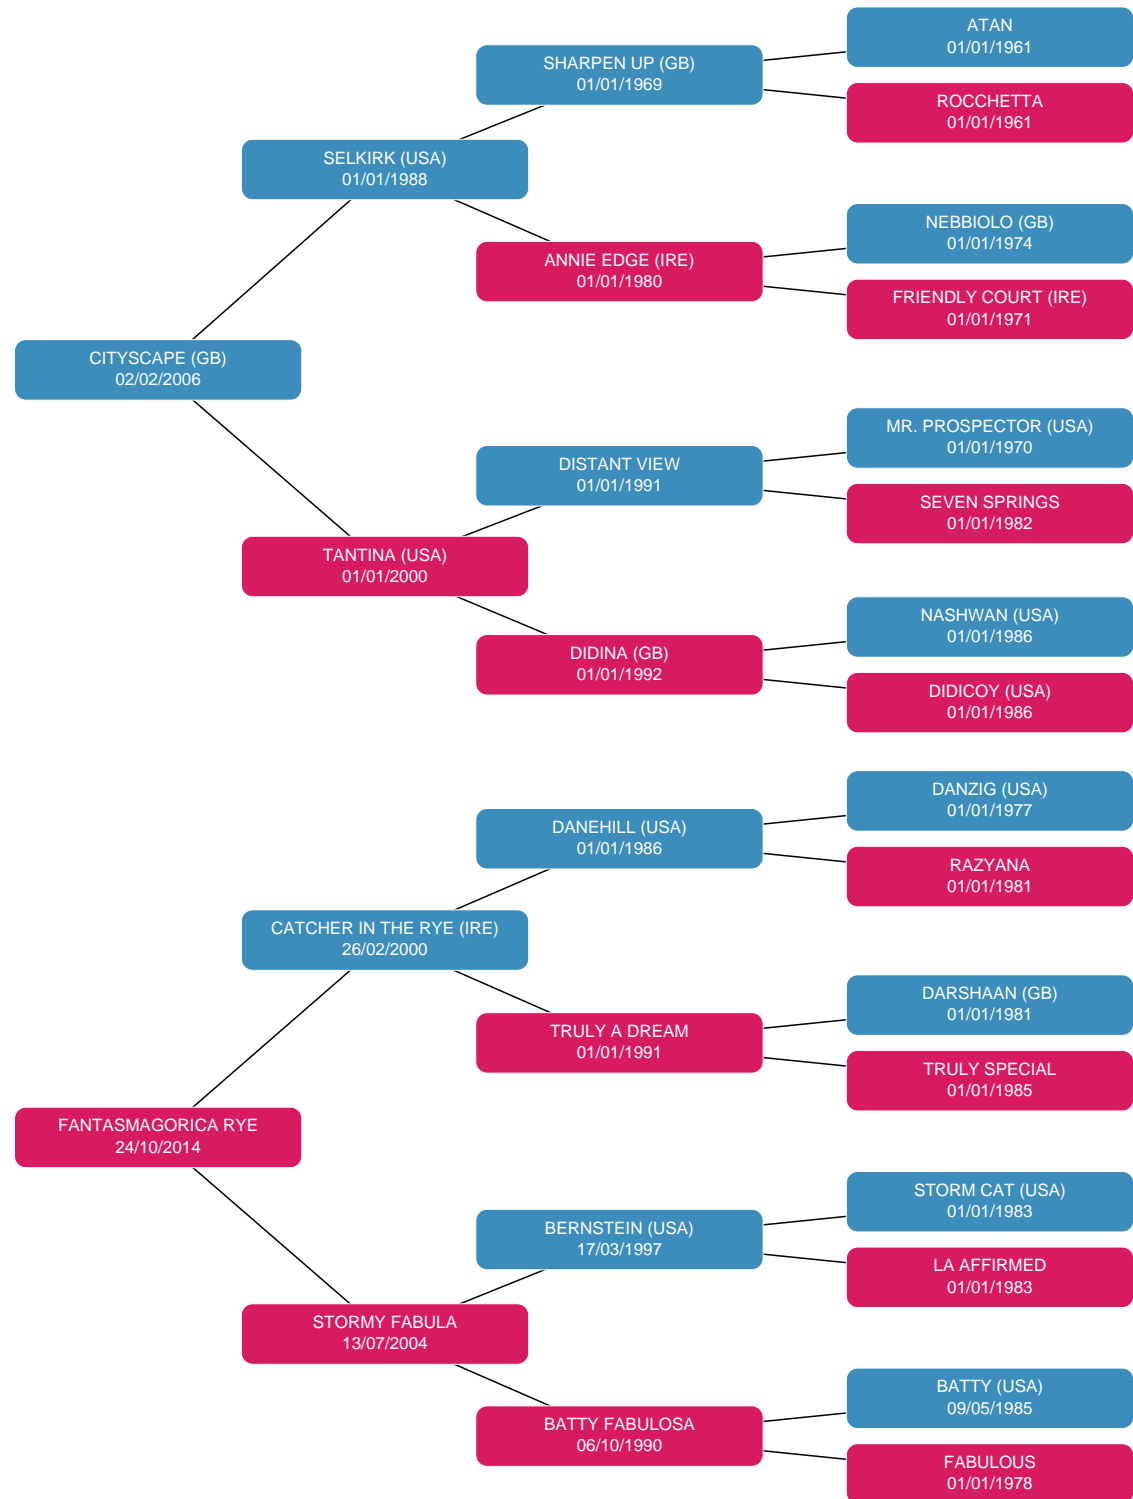 ATAN
01/01/1961
SHARPEN UP (GB)
01/01/1969
ROCCHETTA
01/01/1961
SELKIRK (USA)
01/01/1988
NEBBIOLO (GB)
01/01/1974
ANNIE EDGE (IRE)
01/01/1980
FRIENDLY COURT (IRE)
01/01/1971
CITYSCAPE (GB)
02/02/2006
MR. PROSPECTOR (USA)
01/01/1970
DISTANT VIEW
01/01/1991
SEVEN SPRINGS
01/01/1982
TANTINA (USA)
01/01/2000
NASHWAN (USA)
01/01/1986
DIDINA (GB)
01/01/1992
DIDICOY (USA)
01/01/1986
DANZIG (USA)
01/01/1977
DANEHILL (USA)
01/01/1986
RAZYANA
01/01/1981
CATCHER IN THE RYE (IRE)
26/02/2000
DARSHAAN (GB)
01/01/1981
TRULY A DREAM
01/01/1991
TRULY SPECIAL
01/01/1985
FANTASMAGORICA RYE
24/10/2014
STORM CAT (USA)
01/01/1983
BERNSTEIN (USA)
17/03/1997
LA AFFIRMED
01/01/1983
STORMY FABULA
13/07/2004
BATTY (USA)
09/05/1985
BATTY FABULOSA
06/10/1990
FABULOUS
01/01/1978